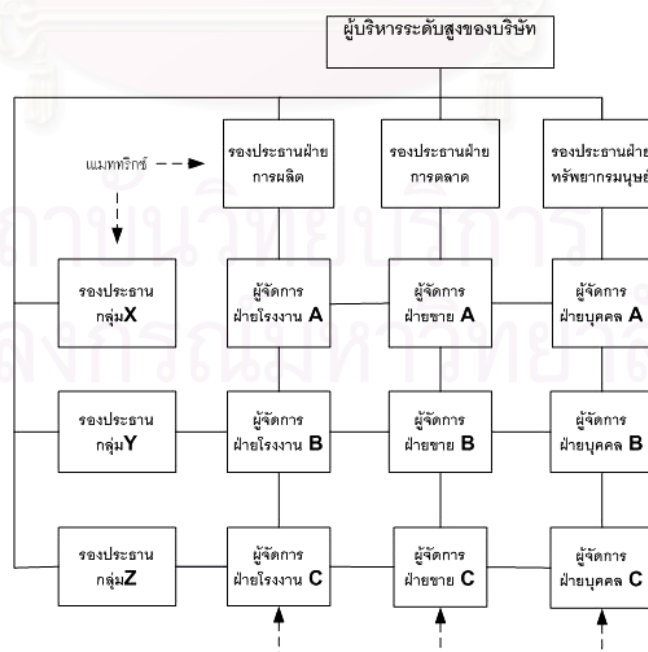 ผู้บริหารระดับสูงของบริษัท
แมททริกซ์
รองประธานฝ่าย
การผลิต
รองประธานฝ่าย
การตลาด
รองประธานฝ่าย
ทรัพยากรมนุษย์
รองประธาน
กลุ่มX
ผู้จัดการ
ฝ่ายโรงงาน A
ผู้จัดการ
ฝ่ายขาย A
ผู้จัดการ
ฝ่ายบุคคล A
รองประธาน
กลุ่มY
ผู้จัดการ
ฝ่ายโรงงาน B
ผู้จัดการ
ฝ่ายขาย B
ผู้จัดการ
ฝ่ายบุคคล B
รองประธาน
กลุ่มZ
ผู้จัดการ
ฝ่ายโรงงาน C
ผู้จัดการ
ฝ่ายขาย C
ผู้จัดการ
ฝ่ายบุคคล C